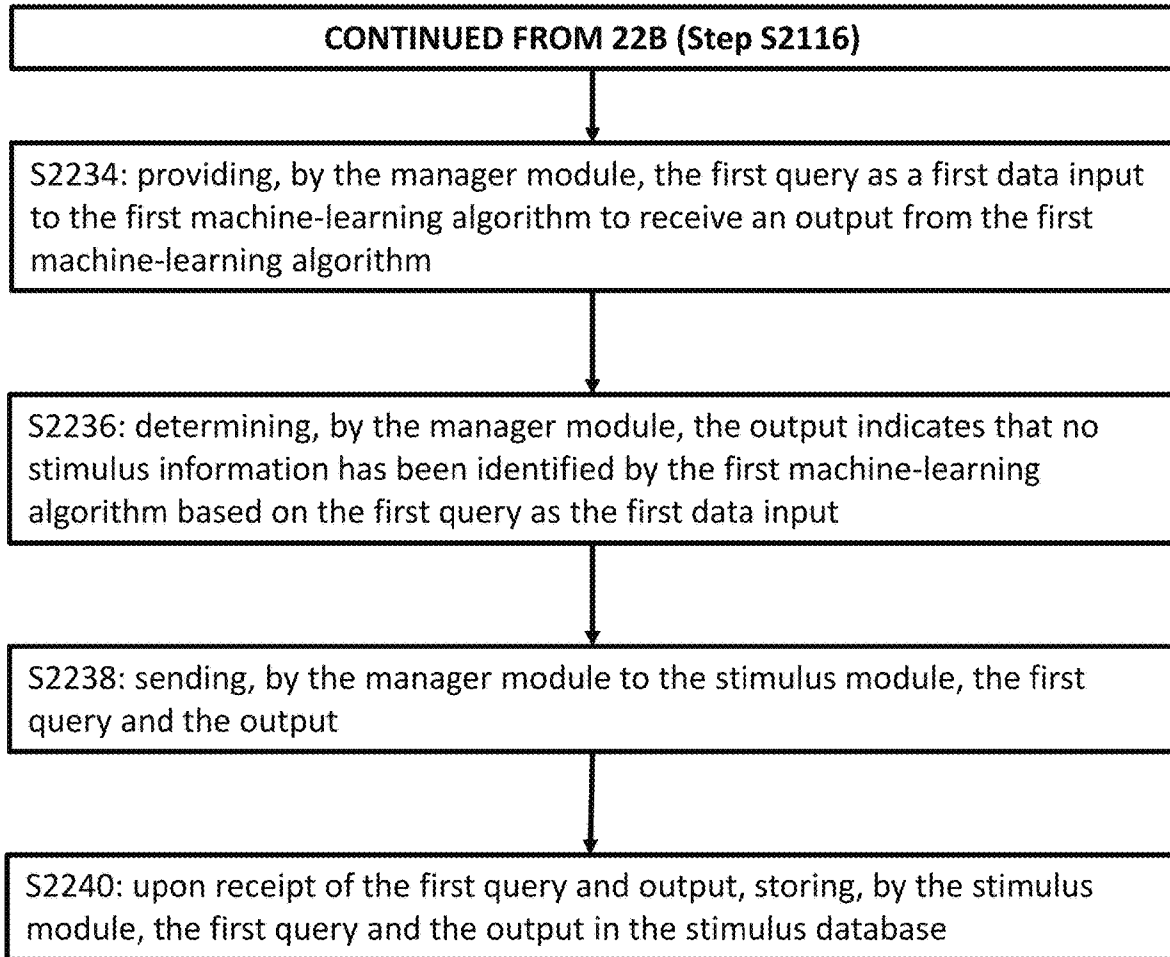 CONTINUED FROM 22B (Step S2116)
S2234: providing, by the manager module, the first query as a first data input
to the first machine-learning algorithm to receive an output from the first
machine-learning algorithm
S2236: determining, by the manager module, the output indicates that no
stimulus information has been identified by the first machine-learning
algorithm based on the first query as the first data input
S2238: sending, by the manager module to the stimulus module, the first
query and the output
S2240: upon receipt of the first query and output, storing, by the stimulus
module, the first query and the output in the stimulus database